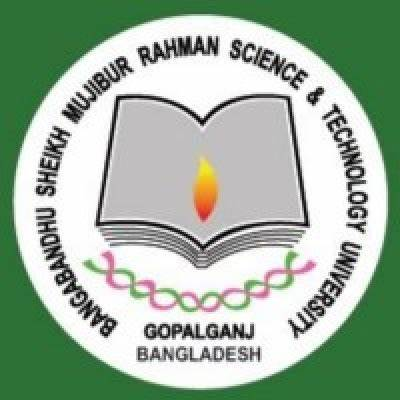 BANGABANDHU SHEIKH MUJIBUR RAHMAN SCIENCE & TECHNOLOGY UNIVERSITY
GOPALGANJ
BANGLADESH